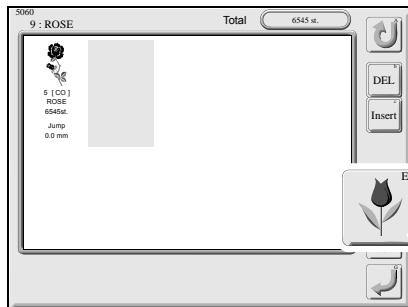 5060
9 : ROSE
Total
6545 st.
5 [ CO ]
ROSE
6545st.
Jump
0.0 mm
DEL
Insert
E